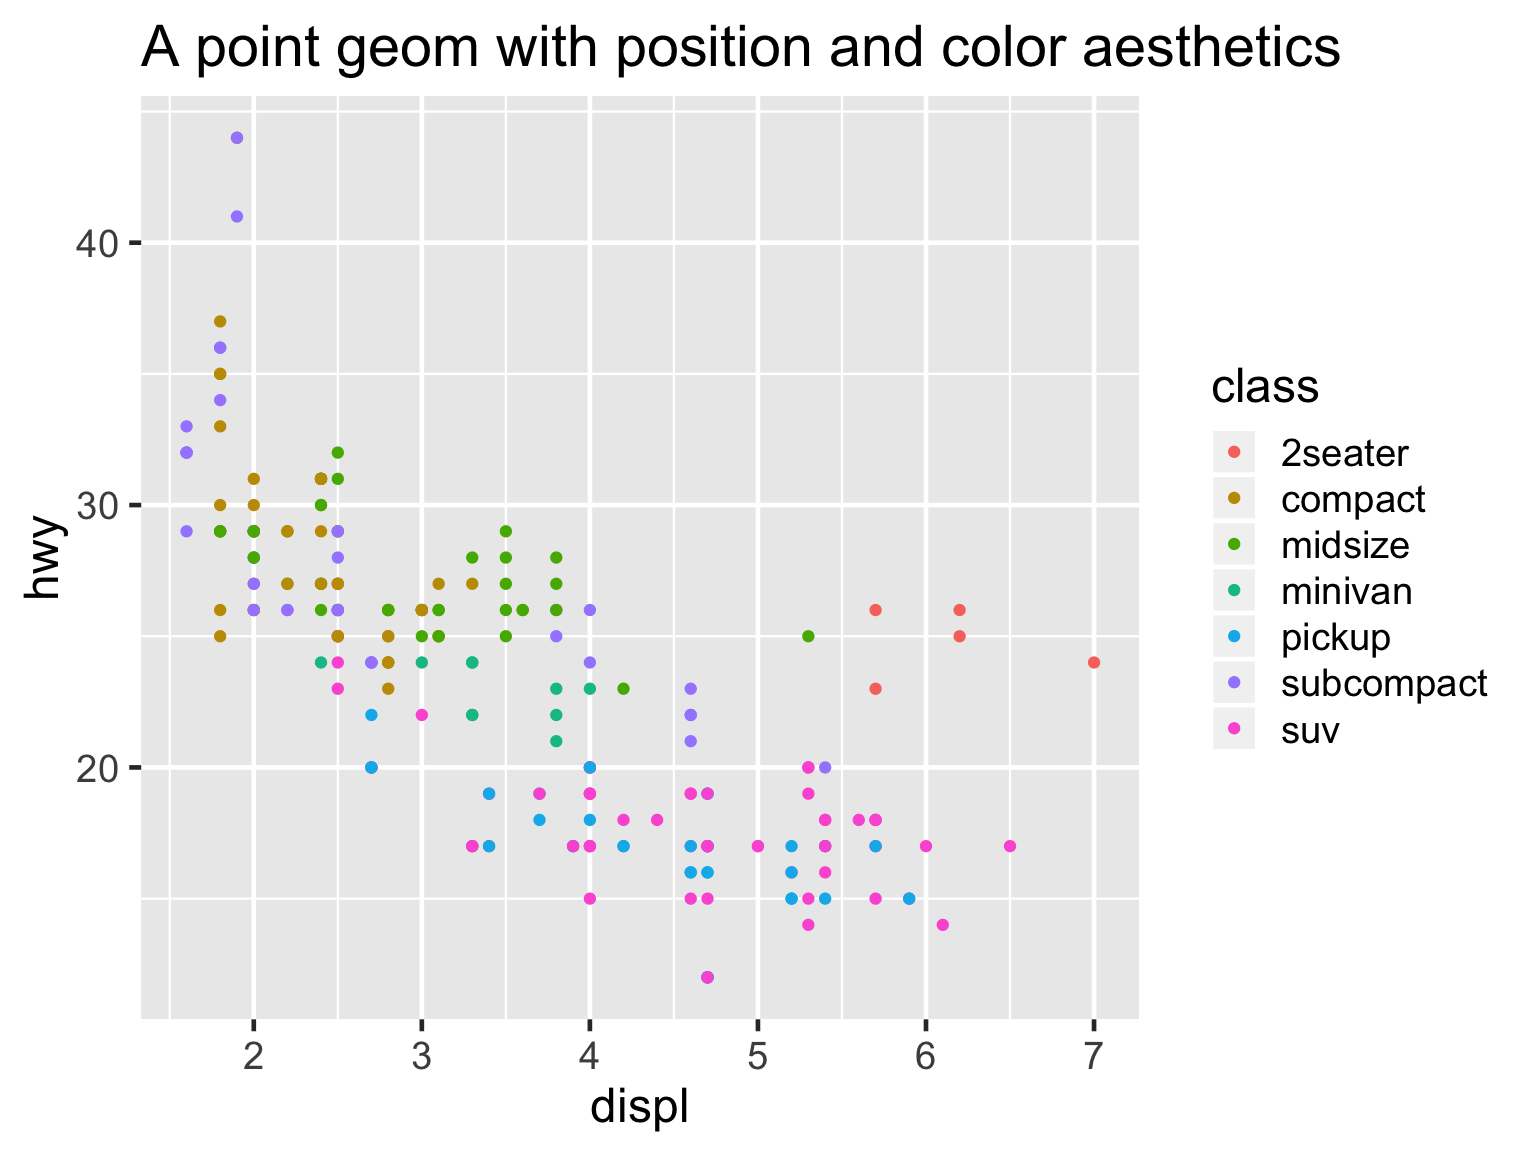 A point geom with position and color aesthetics
hwy
40
30
20
2 3 4 5 6 7
displ
class
2seater
compact
midsize
minivan
pickup
subcompact
suv